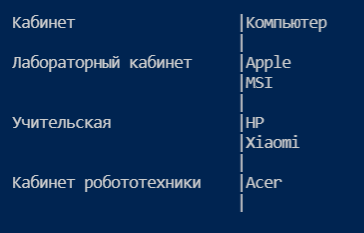 Кабинет |Компьютер
|
Лабораторный кабинет |Apple
|MSI
|
Учительская |HP
|Xiaomi
|
Кабинет робототехники |Acer
|